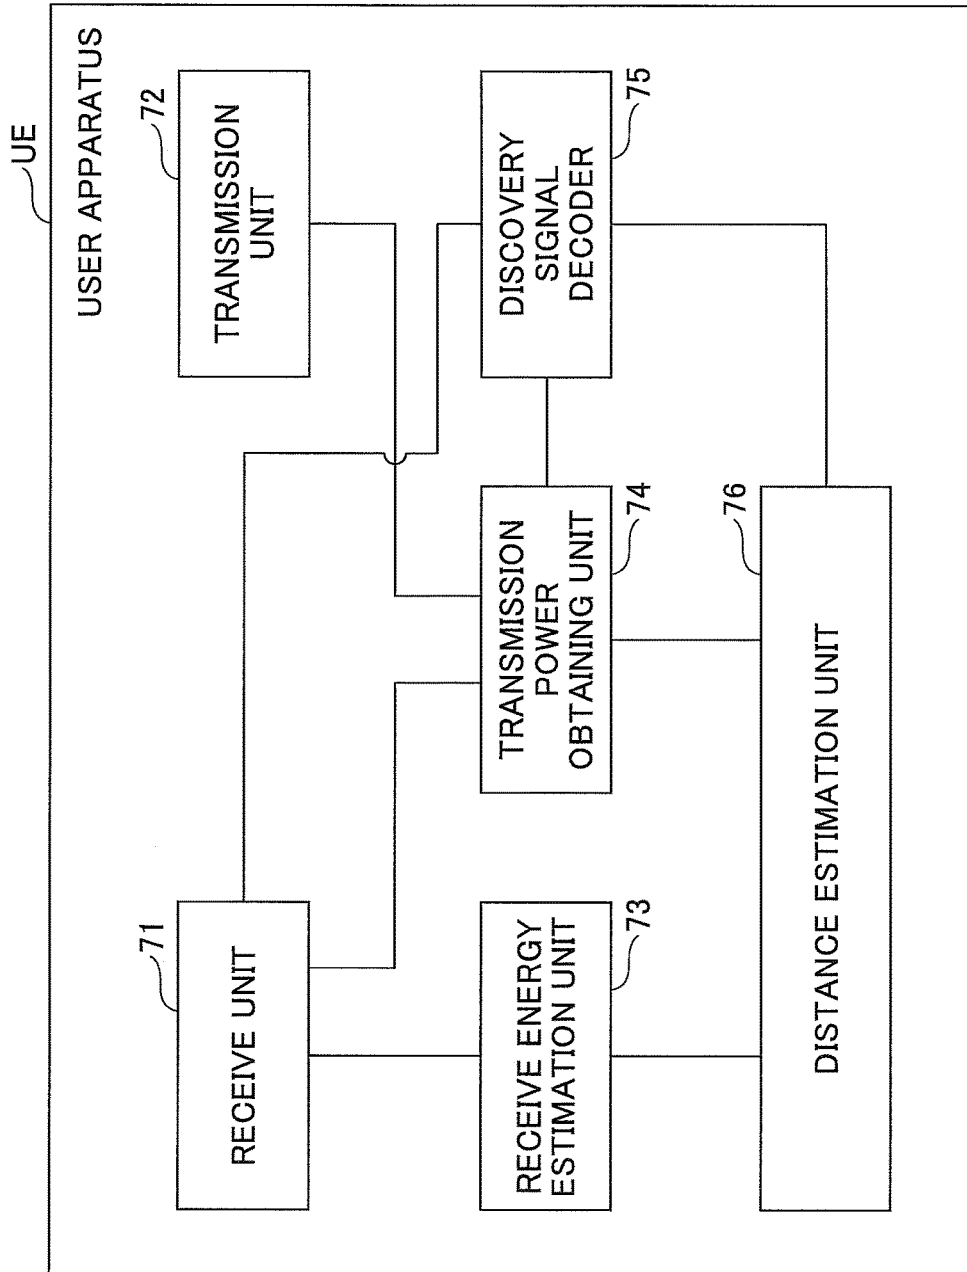 UE
USER APPARATUS
71
RECEIVE UNIT
72
TRANSMISSION
UNIT
RECEIVE ENERGY
ESTIMATION UNIT
73
TRANSMISSION
POWER
OBTAINING UNIT
74
DISCOVERY
SIGNAL
DECODER
75
76
DISTANCE ESTIMATION UNIT